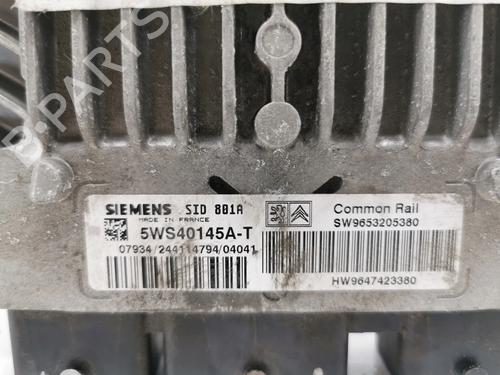 B-PARTS
SIEMENS SID 801A
MADE IN FRANCE
5WS40145A-T
07934/244114794/04041
Common Rail
SW9653205380
HW9647423380